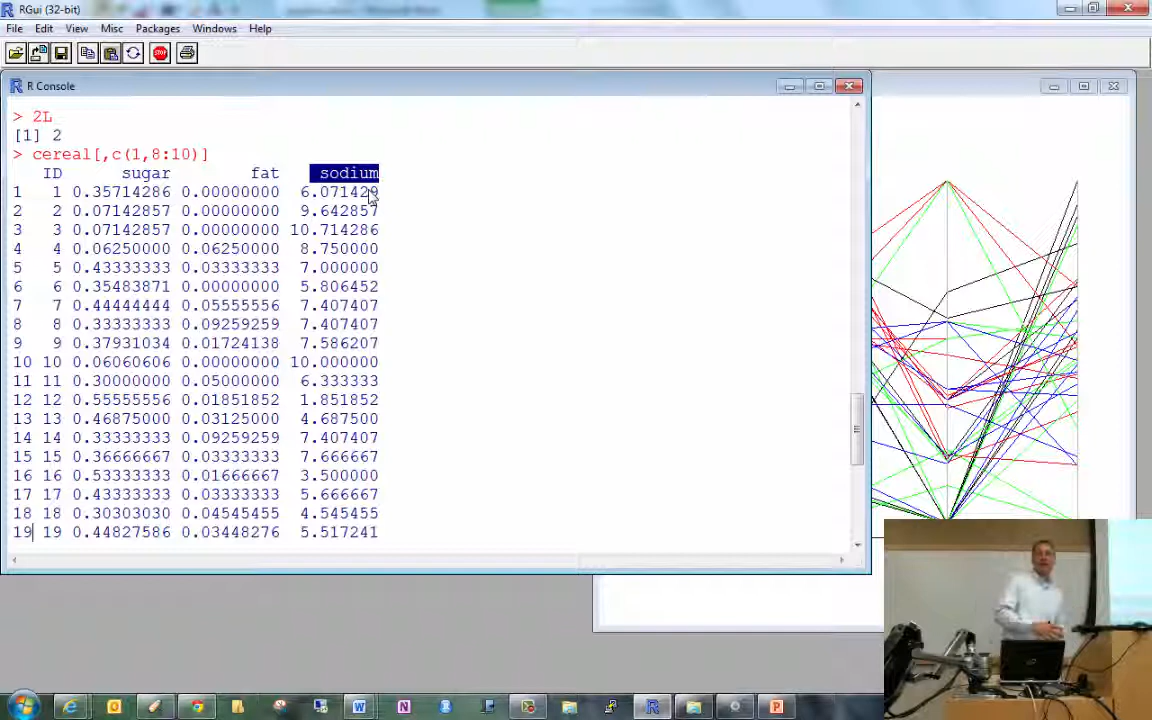 RGui (32-bit)
File Edit View Misc Packages Windows Help
R Console
> 2L
[1] 2
> cereal[,c(1,8:10)]
ID sugar fat sodium
1 1 0.35714286 0.00000000 6.071429
2 2 0.07142857 0.00000000 9.642857
3 3 0.07142857 0.00000000 10.714286
4 4 0.06250000 0.06250000 8.750000
5 5 0.43333333 0.03333333 7.000000
6 6 0.35483871 0.00000000 5.806452
7 7 0.44444444 0.05555556 7.407407
8 8 0.33333333 0.09259259 7.407407
9 9 0.37931034 0.01724138 7.586207
10 10 0.06060606 0.00000000 10.000000
11 11 0.30000000 0.05000000 6.333333
12 12 0.55555556 0.01851852 1.851852
13 13 0.46875000 0.03125000 4.687500
14 14 0.33333333 0.09259259 7.407407
15 15 0.36666667 0.03333333 7.666667
16 16 0.53333333 0.01666667 3.500000
17 17 0.43333333 0.03333333 5.666667
18 18 0.30303030 0.04545455 4.545455
19 19 0.44827586 0.03448276 5.517241